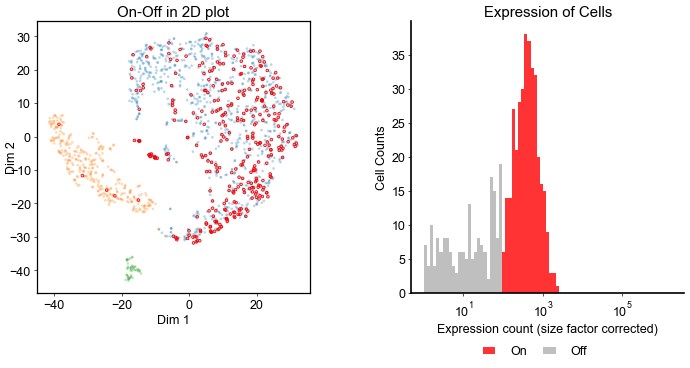 On-Off in 2D plot
Dim 2
30
20
10
0
−10
−20
−30
−40
−40 −20 0 20
Dim 1
Expression of Cells
Cell Counts
35
30
25
20
15
10
5
0
10^1 10^3 10^5
Expression count (size factor corrected)
On Off